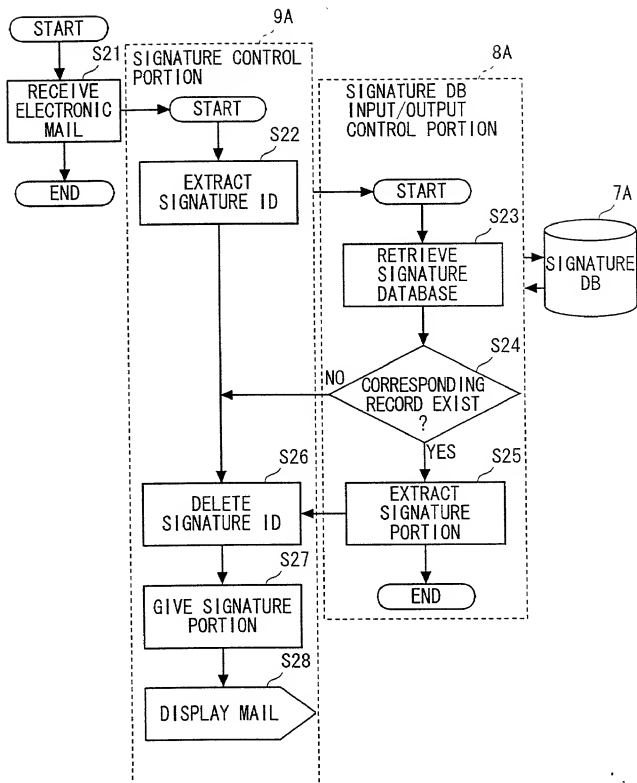 START
S21
RECEIVE
ELECTRONIC
MAIL
END
9A
SIGNATURE CONTROL
PORTION
START
S22
EXTRACT
SIGNATURE ID
8A
SIGNATURE DB
INPUT/OUTPUT
CONTROL PORTION
START
S23
RETRIEVE
SIGNATURE
DATABASE
7A
SIGNATURE
DB
S24
NO
CORRESPONDING
RECORD EXIST
?
YES
S25
EXTRACT
SIGNATURE
PORTION
END
S26
DELETE
SIGNATURE ID
S27
GIVE SIGNATURE
PORTION
S28
DISPLAY MAIL